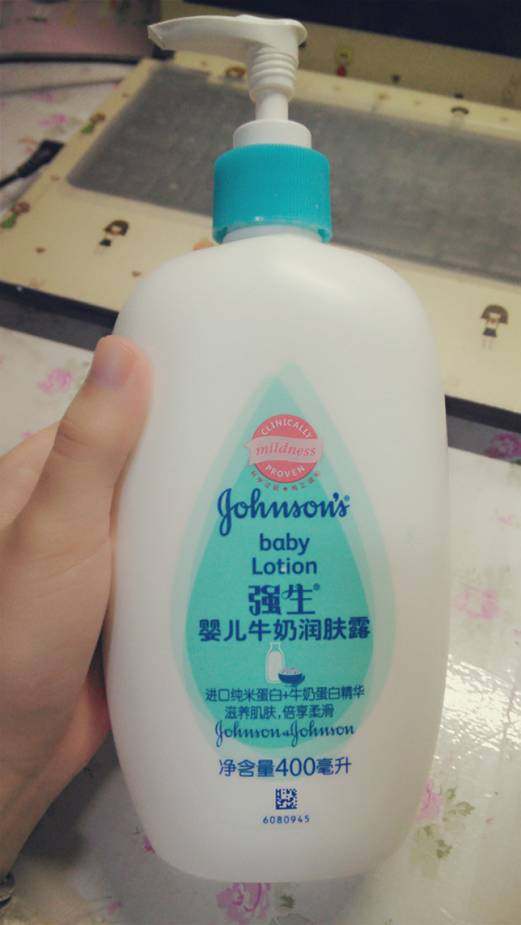 CLINICALLY
mildness
PROVEN
Johnson's®
baby
Lotion
强生®
婴儿牛奶润肤露
进口纯米蛋白+牛奶蛋白精华
滋养肌肤,倍享柔滑
Johnson & Johnson
净含量400毫升
6080945